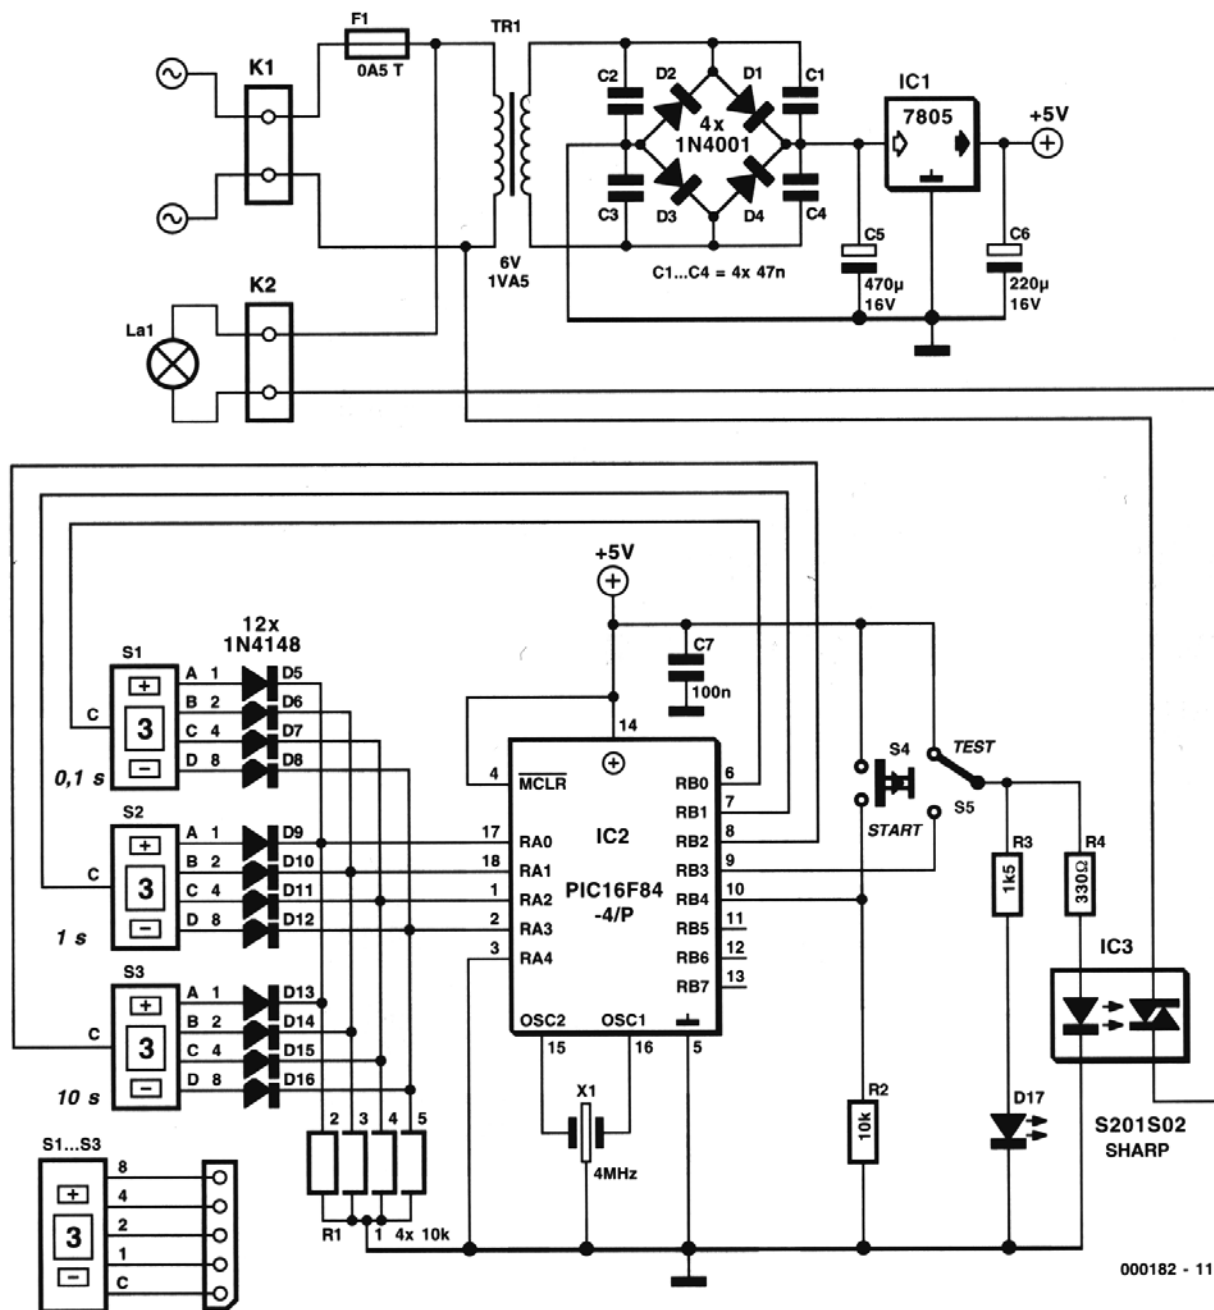 F1
TR1
0A5 T
K1
C2
D2
D1
C1
IC1
7805
+5V
4x
1N4001
C3
D3
D4
C4
C5
C6
6V
1VA5
C1...C4 = 4x 47n
470µ
16V
220µ
16V
K2
La1
+5V
12x
1N4148
C7
100n
S1
A 1 D5
B 2 D6
C 4 D7
D 8 D8
C
+
3
−
0,1 s
14
S4
TEST
4
MCLR
RB0
6
RB1
7
IC2
RB2
8
START
S5
S2
A 1 D9
B 2 D10
C 4 D11
D 8 D12
C
+
3
−
1 s
17
RA0
18
RA1
1
RA2
2
RA3
3
RA4
PIC16F84
-4/P
RB3
9
RB4
10
RB5
11
RB6
12
RB7
13
R3
1k5
R4
330Ω
IC3
S3
A 1 D13
B 2 D14
C 4 D15
D 8 D16
C
+
3
−
10 s
OSC2
OSC1
15
16
5
X1
4MHz
R2
10k
D17
S201S02
SHARP
2
3
4
5
R1
1
4x 10k
S1...S3
+
3
−
8
4
2
1
C
000182 - 11